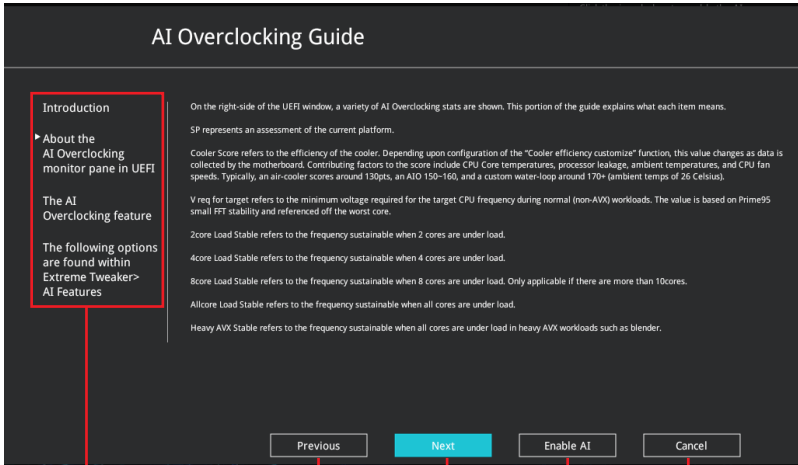 AI Overclocking Guide
Introduction
About the
AI Overclocking
monitor pane in UEFI
The AI
Overclocking feature
The following options
are found within
Extreme Tweaker>
AI Features
On the right-side of the UEFI window, a variety of AI Overclocking stats are shown. This portion of the guide explains what each item means.
SP represents an assessment of the current platform.
Cooler Score refers to the efficiency of the cooler. Depending upon configuration of the “Cooler efficiency customize” function, this value changes as data is
collected by the motherboard. Contributing factors to the score include CPU Core temperatures, processor leakage, ambient temperatures, and CPU fan
speeds. Typically, an air-cooler scores around 130pts, an AIO 150~160, and a custom water-loop around 170+ (ambient temps of 26 Celsius).
V req for target refers to the minimum voltage required for the target CPU frequency during normal (non-AVX) workloads. The value is based on Prime95
small FFT stability and referenced off the worst core.
2core Load Stable refers to the frequency sustainable when 2 cores are under load.
4core Load Stable refers to the frequency sustainable when 4 cores are under load.
8core Load Stable refers to the frequency sustainable when 8 cores are under load. Only applicable if there are more than 10cores.
Allcore Load Stable refers to the frequency sustainable when all cores are under load.
Heavy AVX Stable refers to the frequency sustainable when all cores are under load in heavy AVX workloads such as blender.
Previous
Next
Enable AI
Cancel